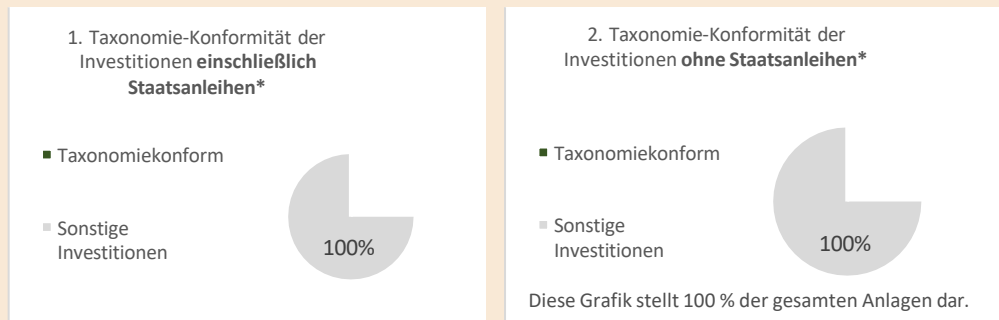 1. Taxonomie-Konformität der
Investitionen einschließlich
Staatsanleihen*
Taxonomiekonform
Sonstige
Investitionen
100%
2. Taxonomie-Konformität der
Investitionen ohne Staatsanleihen*
Taxonomiekonform
Sonstige
Investitionen
100%
Diese Grafik stellt 100 % der gesamten Anlagen dar.